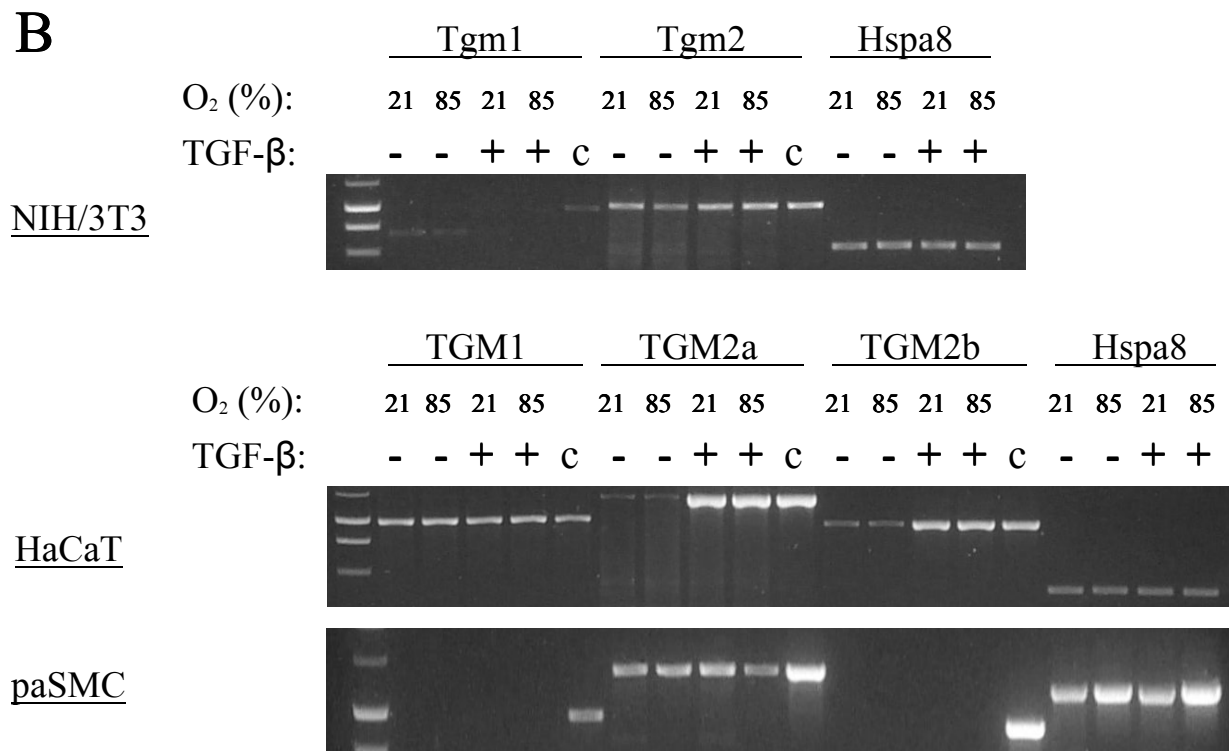 B
Tgm1 Tgm2 Hspa8
O₂ (%): 21 85 21 85 21 85 21 85 21 85 21 85
TGF-β: - - + + c - - + + c - - + +
NIH/3T3
TGM1 TGM2a TGM2b Hspa8
O₂ (%): 21 85 21 85 21 85 21 85 21 85 21 85 21 85 21 85
TGF-β: - - + + c - - + + c - - + + c - - + +
HaCaT
paSMC